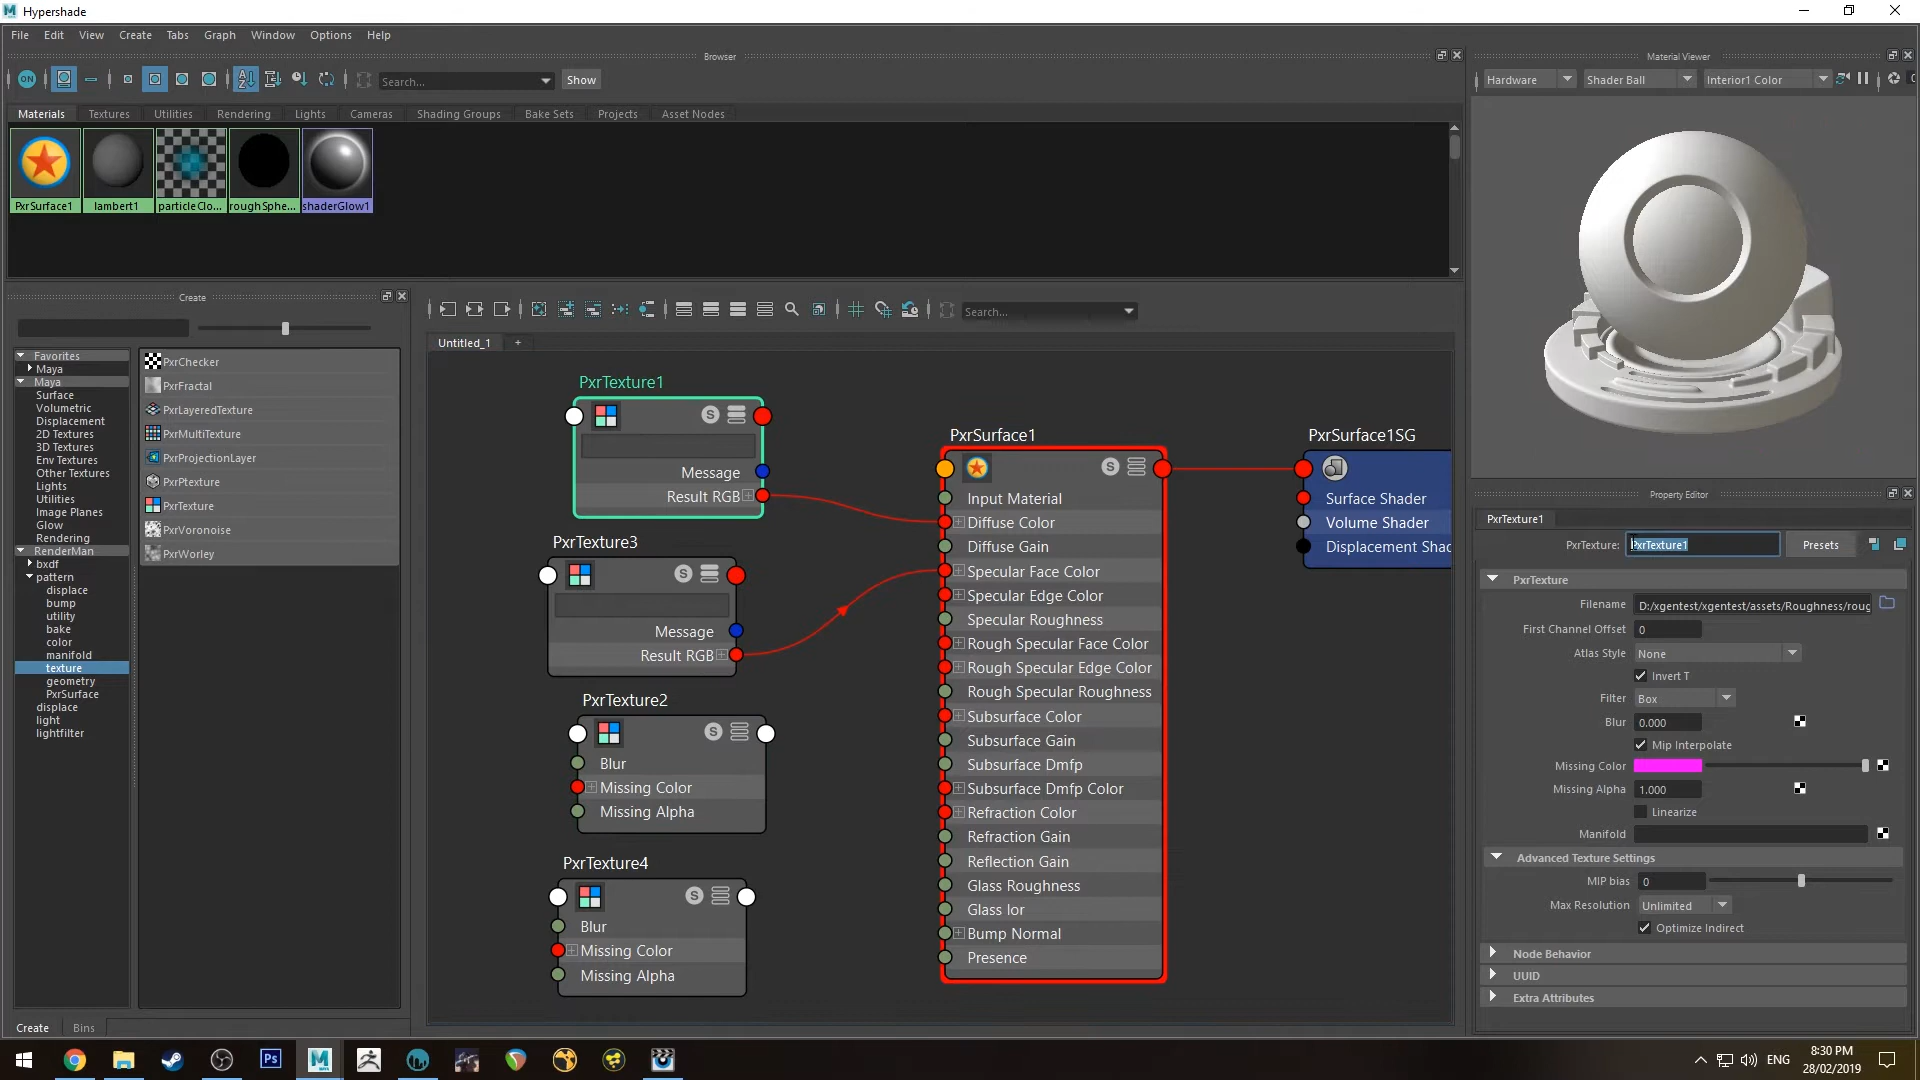 Hypershade
File Edit View Create Tabs Graph Window Options Help
Browser
Material Viewer
ON
Search...
Show
Hardware
Shader Ball
Interior1 Color
Materials Textures Utilities Rendering Lights Cameras Shading Groups Bake Sets Projects Asset Nodes
PxrSurface1 lambert1 particleClo... roughSphe... shaderGlow1
Create
Search...
Untitled_1 +
Favorites
Maya
Maya
Surface
Volumetric
Displacement
2D Textures
3D Textures
Env Textures
Other Textures
Lights
Utilities
Image Planes
Glow
Rendering
RenderMan
bxdf
pattern
displace
bump
utility
bake
color
manifold
texture
geometry
PxrSurface
displace
light
lightfilter
PxrChecker
PxrFractal
PxrLayeredTexture
PxrMultiTexture
PxrProjectionLayer
PxrPtexture
PxrTexture
PxrVoronoise
PxrWorley
Create Bins
PxrTexture1
S
Message
Result RGB
PxrTexture3
S
Message
Result RGB
PxrTexture2
S
Blur
Missing Color
Missing Alpha
PxrTexture4
S
Blur
Missing Color
Missing Alpha
PxrSurface1
S
Input Material
Diffuse Color
Diffuse Gain
Specular Face Color
Specular Edge Color
Specular Roughness
Rough Specular Face Color
Rough Specular Edge Color
Rough Specular Roughness
Subsurface Color
Subsurface Gain
Subsurface Dmfp
Subsurface Dmfp Color
Refraction Color
Refraction Gain
Reflection Gain
Glass Roughness
Glass Ior
Bump Normal
Presence
PxrSurface1SG
Surface Shader
Volume Shader
Displacement Shad
Property Editor
PxrTexture1
PxrTexture: PxrTexture1 Presets
PxrTexture
Filename D:/xgentest/xgentest/assets/Roughness/roug
First Channel Offset 0
Atlas Style None
Invert T
Filter Box
Blur 0.000
Mip Interpolate
Missing Color
Missing Alpha 1.000
Linearize
Manifold
Advanced Texture Settings
MIP bias 0
Max Resolution Unlimited
Optimize Indirect
Node Behavior
UUID
Extra Attributes
Ps
ENG
8:30 PM
28/02/2019